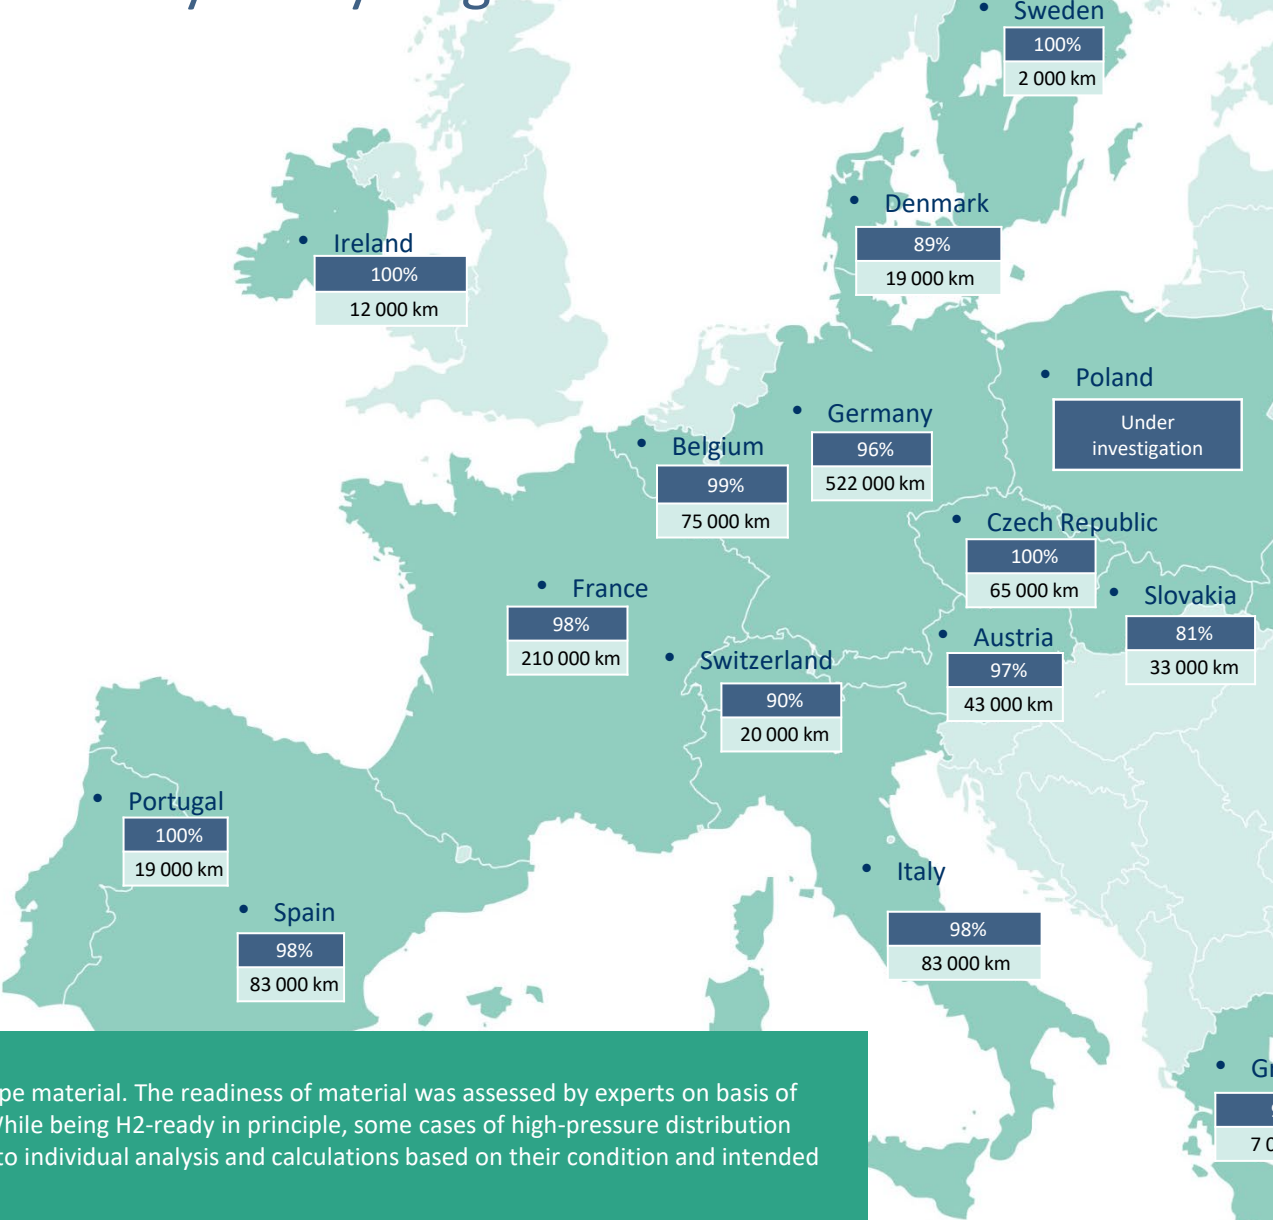 • Sweden
100%
2 000 km
• Denmark
89%
19 000 km
• Ireland
100%
12 000 km
• Poland
Under
investigation
• Germany
96%
522 000 km
• Belgium
99%
75 000 km
• Czech Republic
100%
65 000 km
• France
98%
210 000 km
• Slovakia
81%
33 000 km
• Austria
97%
43 000 km
• Switzerland
90%
20 000 km
• Portugal
100%
19 000 km
• Italy
98%
83 000 km
• Spain
98%
83 000 km
• Gr
7 0
pe material. The readiness of material was assessed by experts on basis of
While being H2-ready in principle, some cases of high-pressure distribution
to individual analysis and calculations based on their condition and intended